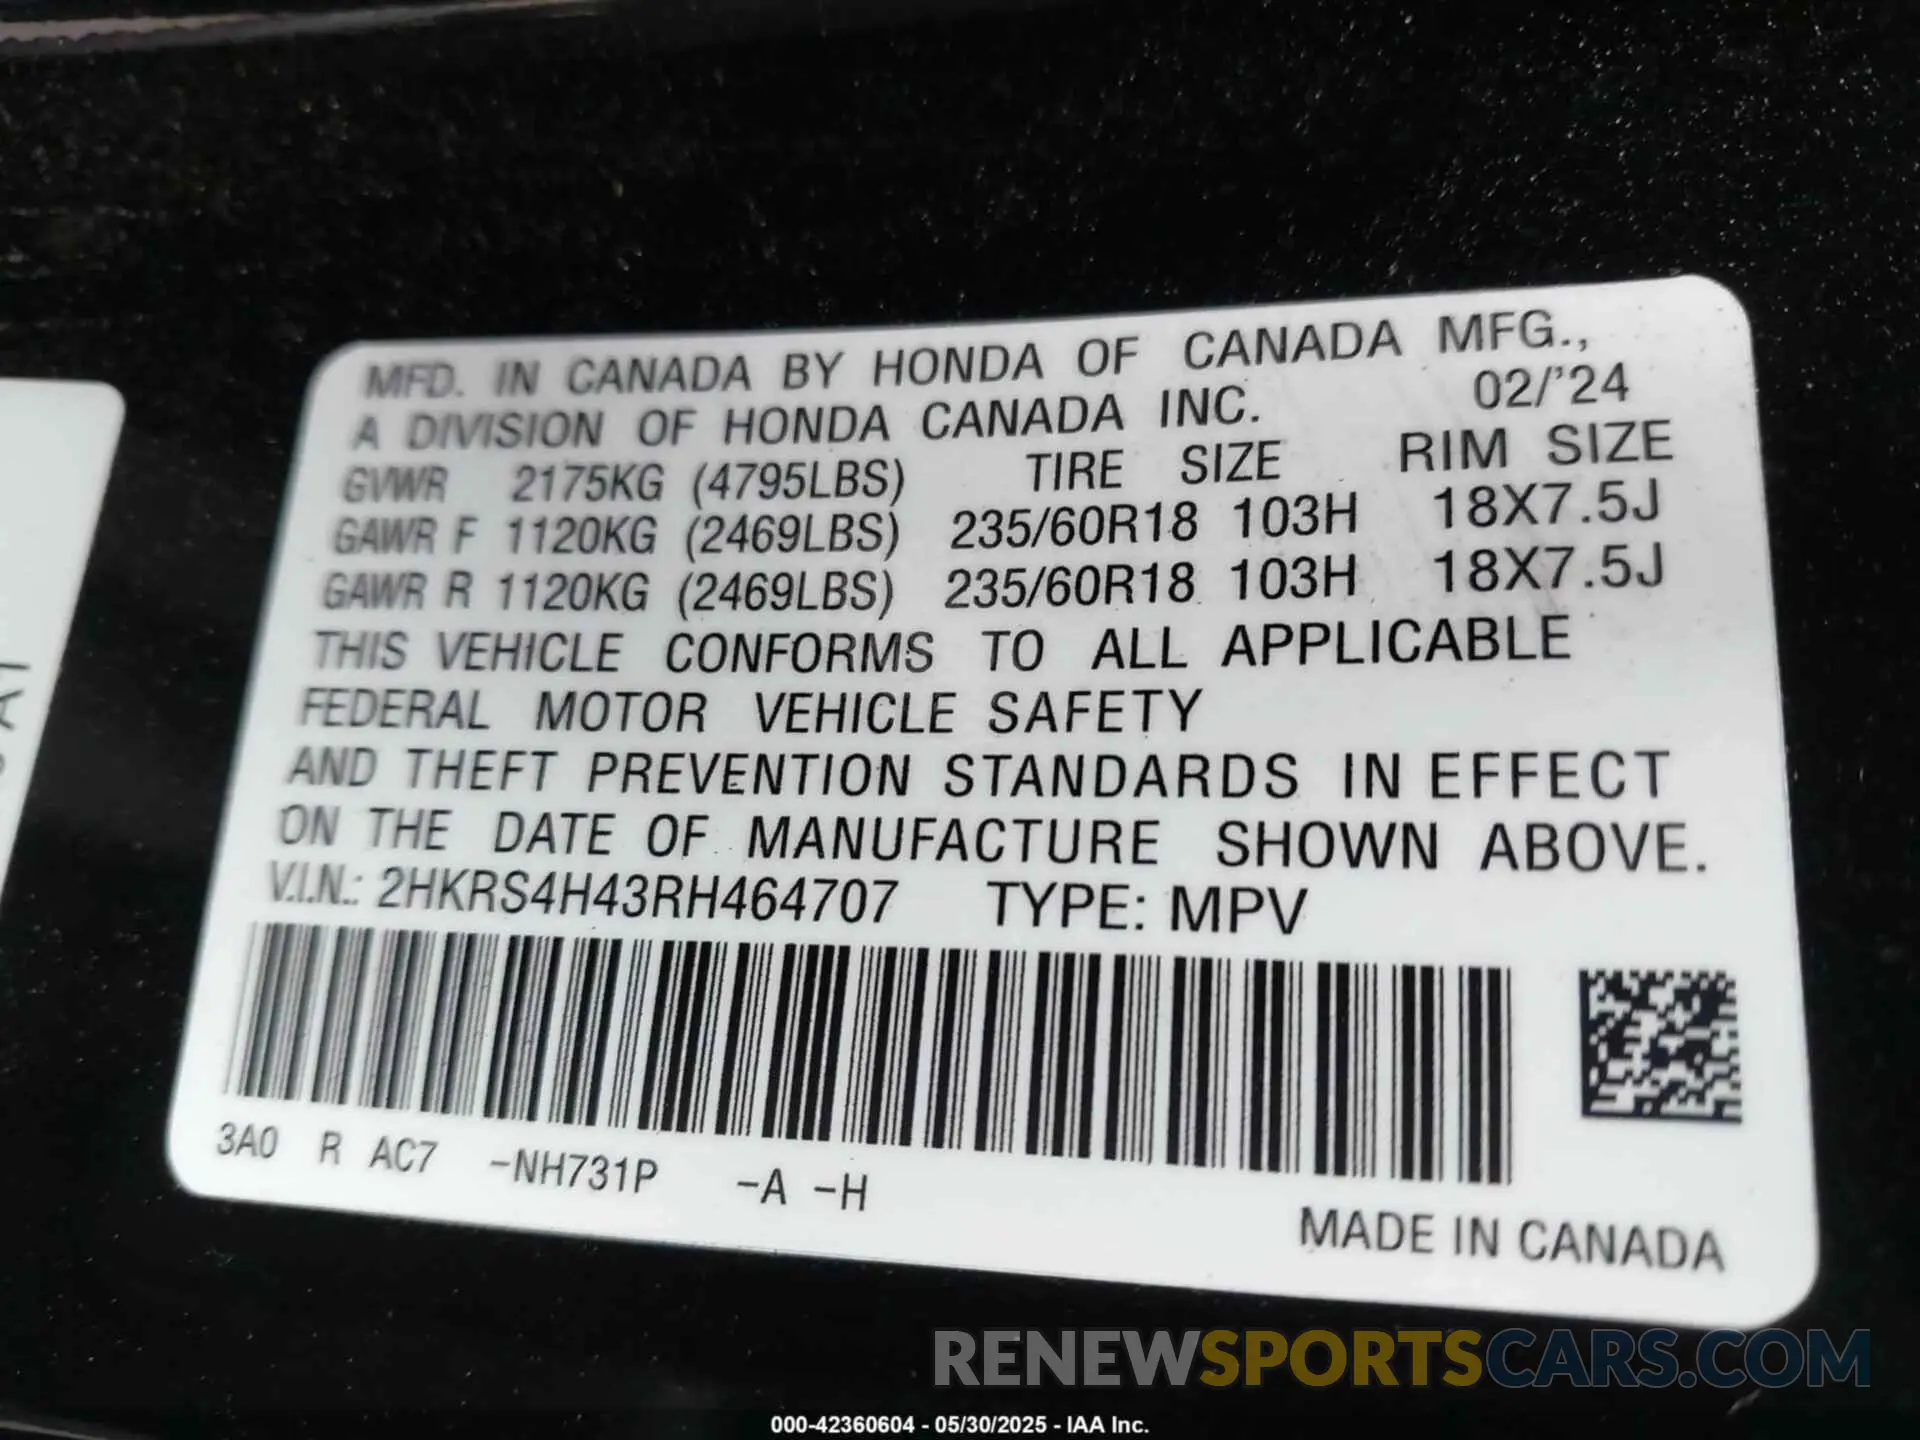 MFD. IN CANADA BY HONDA OF CANADA MFG.,
A DIVISION OF HONDA CANADA INC. 02/'24
GVWR 2175KG (4795LBS) TIRE SIZE RIM SIZE
GAWR F 1120KG (2469LBS) 235/60R18 103H 18X7.5J
GAWR R 1120KG (2469LBS) 235/60R18 103H 18X7.5J
THIS VEHICLE CONFORMS TO ALL APPLICABLE
FEDERAL MOTOR VEHICLE SAFETY
AND THEFT PREVENTION STANDARDS IN EFFECT
ON THE DATE OF MANUFACTURE SHOWN ABOVE.
V.I.N.: 2HKRS4H43RH464707 TYPE: MPV
3A0 R AC7 -NH731P -A -H
MADE IN CANADA
RENEWSPORTSCARS.COM
000-42360604 - 05/30/2025 - IAA Inc.